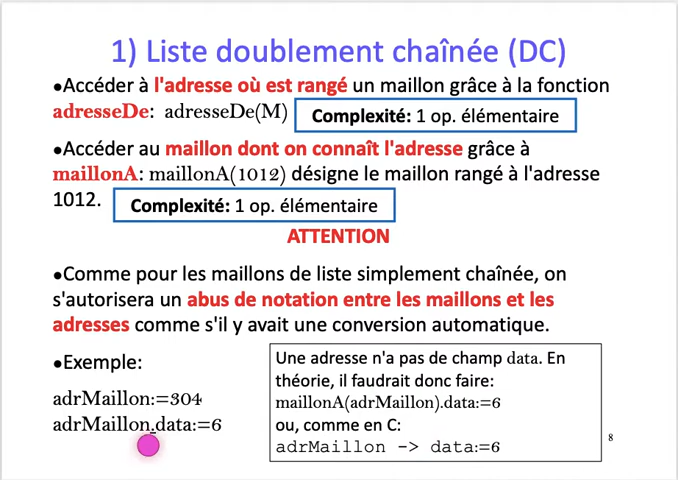 1) Liste doublement chaînée (DC)
●Accéder à l'adresse où est rangé un maillon grâce à la fonction
adresseDe: adresseDe(M) Complexité: 1 op. élémentaire
●Accéder au maillon dont on connaît l'adresse grâce à
maillonA: maillonA(1012) désigne le maillon rangé à l'adresse
1012. Complexité: 1 op. élémentaire
ATTENTION
●Comme pour les maillons de liste simplement chaînée, on
s'autorisera un abus de notation entre les maillons et les
adresses comme s'il y avait une conversion automatique.
●Exemple:
adrMaillon:=304
adrMaillon.data:=6
Une adresse n'a pas de champ data. En
théorie, il faudrait donc faire:
maillonA(adrMaillon).data:=6
ou, comme en C:
adrMaillon -> data:=6
8